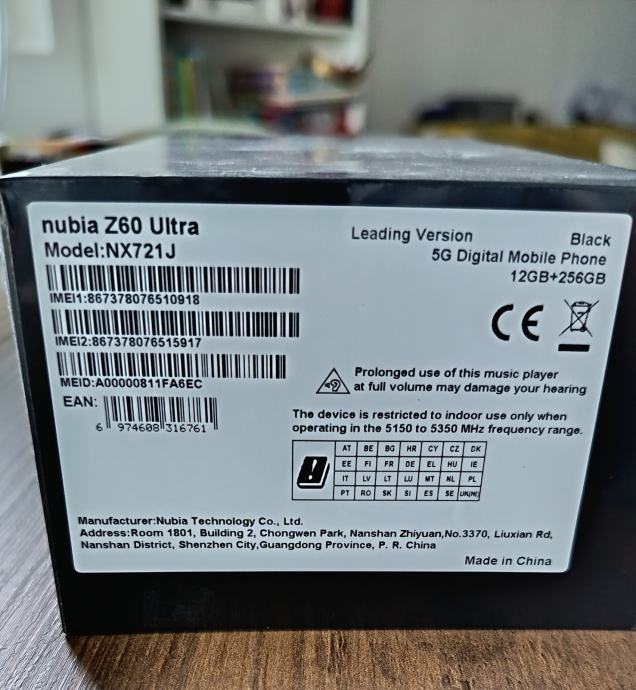 nubia Z60 Ultra
Model:NX721J
Leading Version
Black
5G Digital Mobile Phone
12GB+256GB
IMEI1:867378076510918
IMEI2:867378076515917
MEID:A00000811FA6EC
EAN:
6 974608 316761
CE
Prolonged use of this music player
at full volume may damage your hearing
The device is restricted to indoor use only when
operating in the 5150 to 5350 MHz frequency range.
AT BE BG HR CY CZ DK
EE FI FR DE EL HU IE
IT LV LT LU MT NL PL
PT RO SK SI ES SE UK(NI)
Manufacturer:Nubia Technology Co., Ltd.
Address:Room 1801, Building 2, Chongwen Park, Nanshan Zhiyuan,No.3370, Liuxian Rd,
Nanshan District, Shenzhen City,Guangdong Province, P. R. China
Made in China